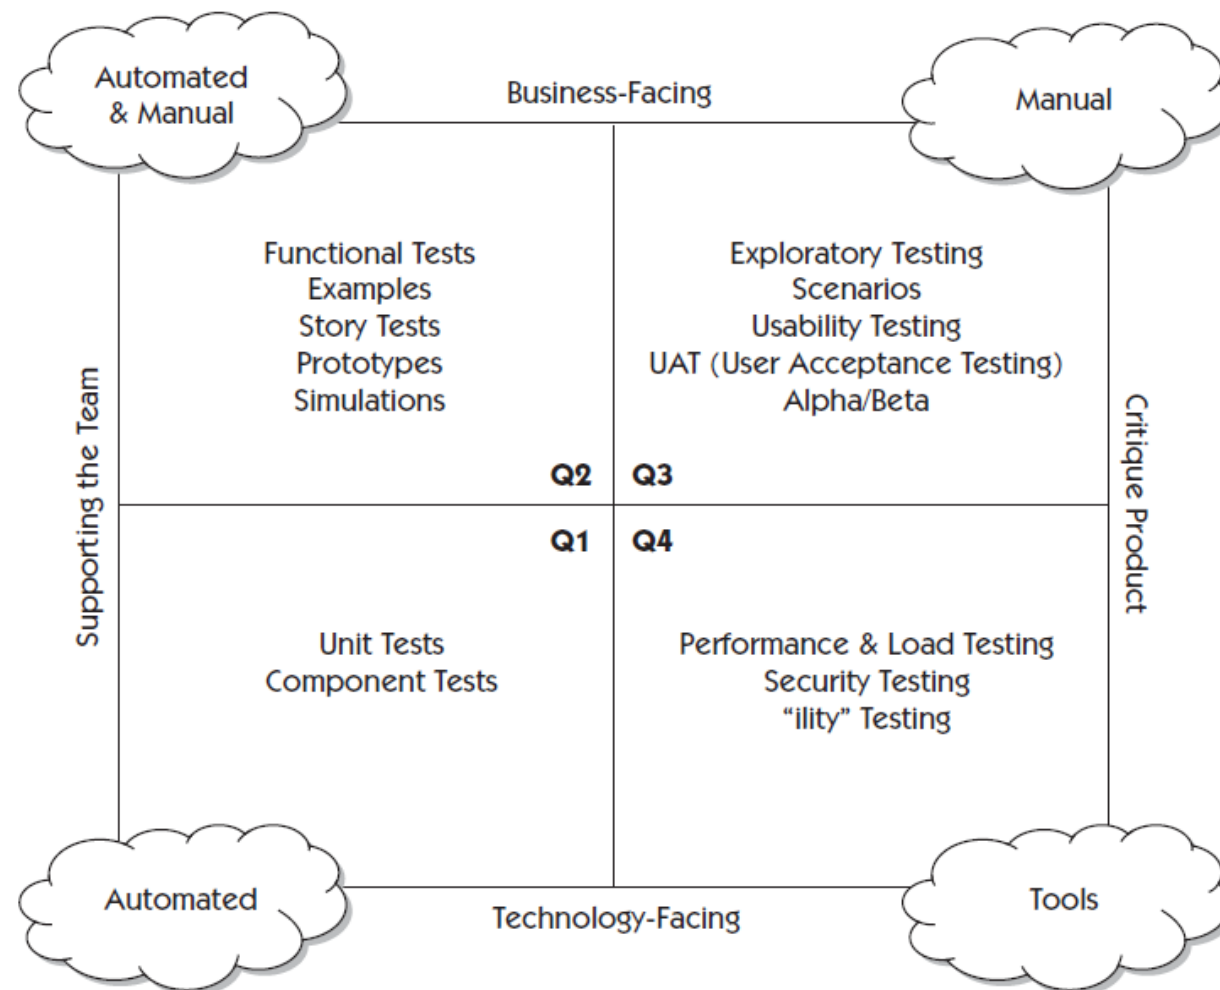 Automated
& Manual
Business-Facing
Manual
Functional Tests
Examples
Story Tests
Prototypes
Simulations
Exploratory Testing
Scenarios
Usability Testing
UAT (User Acceptance Testing)
Alpha/Beta
Supporting the Team
Critique Product
Q2
Q3
Q1
Q4
Unit Tests
Component Tests
Performance & Load Testing
Security Testing
“ility” Testing
Automated
Technology-Facing
Tools